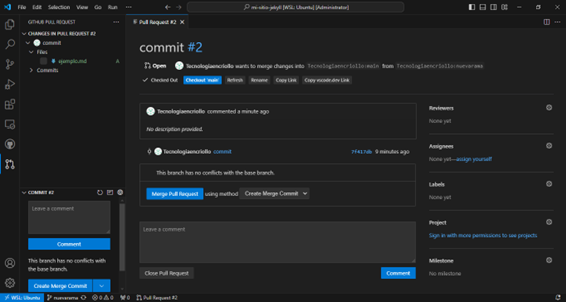 File Edit Selection View Go Run ...
mi-sitio-jekyll [WSL: Ubuntu] [Administrator]
GITHUB PULL REQUEST
CHANGES IN PULL REQUEST #2
commit
Files
ejemplo.md A
Commits
Pull Request #2
commit #2
Open Tecnologiaencriollo wants to merge changes into Tecnologiaencriollo:main from Tecnologiaencriollo:nuevarama
Checked Out Checkout 'main' Refresh Rename Copy Link Copy vscode.dev Link
Tecnologiaencriollo commented a minute ago
No description provided.
Tecnologiaencriollo commit 9 minutes ago
This branch has no conflicts with the base branch.
Merge Pull Request using method Create Merge Commit
Leave a comment
Close Pull Request Comment
Reviewers
None yet
Assignees
None yet—assign yourself
Labels
None yet
Project
Sign in with more permissions to see projects
Milestone
No milestone
COMMIT #2
Leave a comment
Comment
This branch has no conflicts with the base branch.
Create Merge Commit
WSL: Ubuntu nuevarama 0 0 0 Pull Request #2